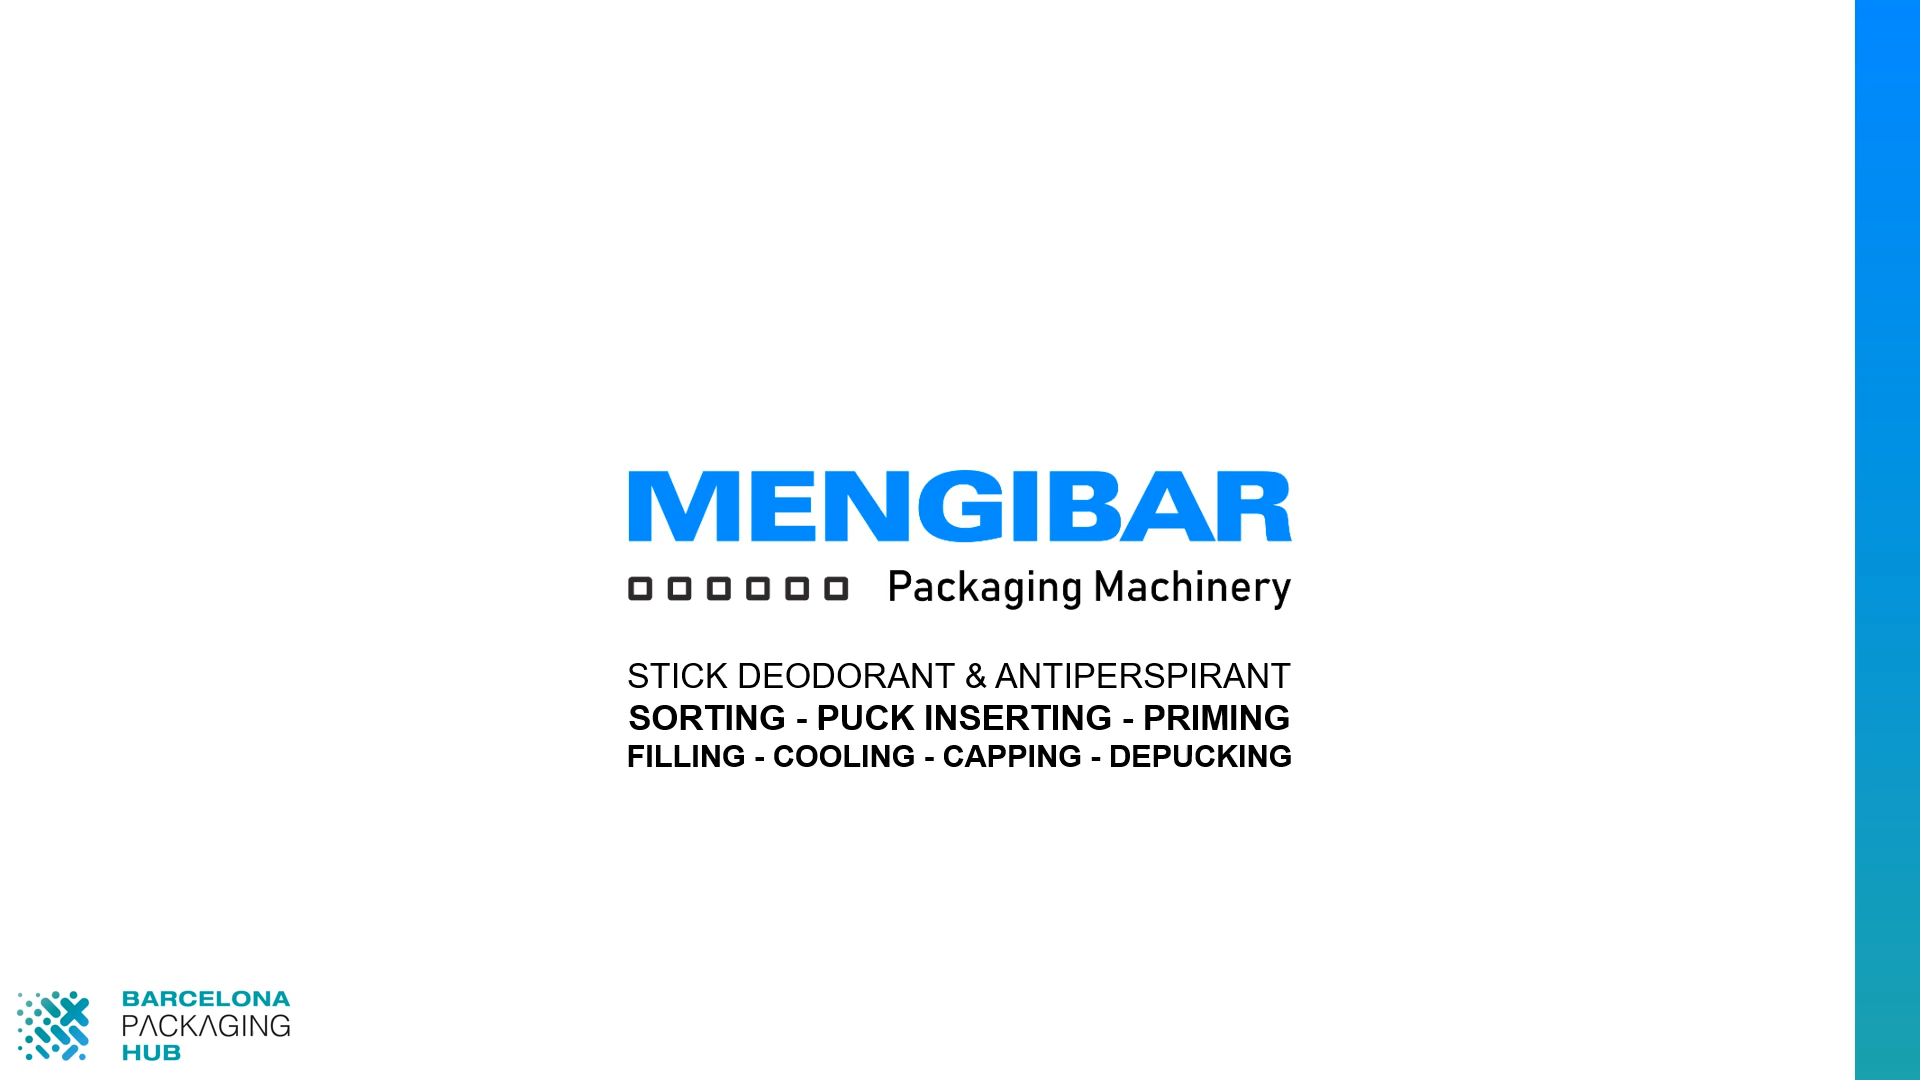 MENGIBAR
Packaging Machinery
STICK DEODORANT & ANTIPERSPIRANT
SORTING - PUCK INSERTING - PRIMING
FILLING - COOLING - CAPPING - DEPUCKING
BARCELONA
PACKAGING
HUB